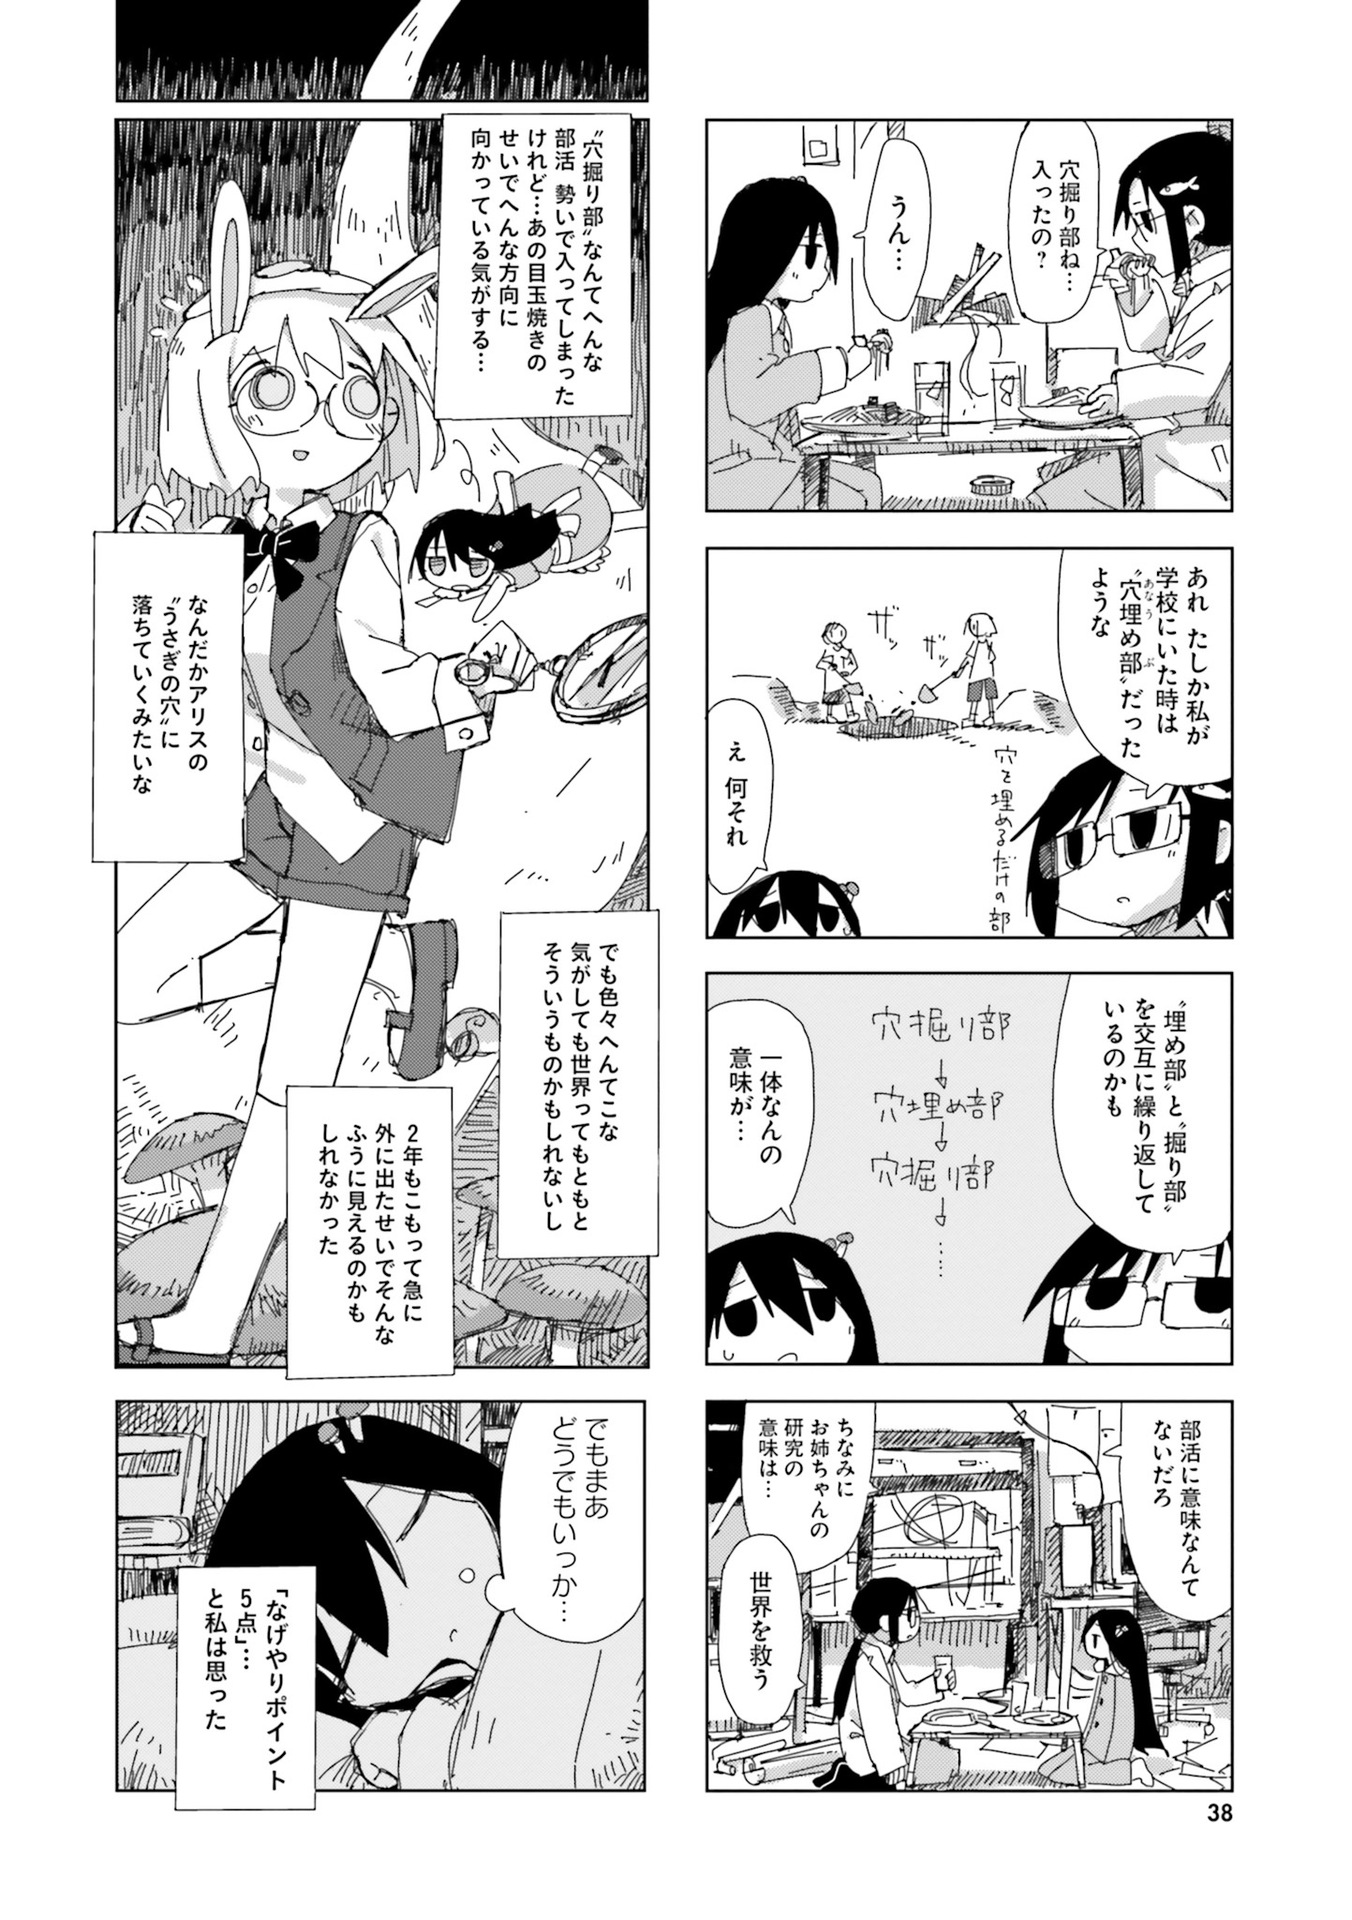 穴掘り部ね…
入ったの?
うん…
あれ たしか私が
学校にいた時は
〝穴埋め部〟だった
あなう ぶ
ような
ザッ
ザッ
穴を埋めるだけの部
え 何それ
〝埋め部〟と〝掘り部〟
を交互に繰り返して
いるのかも
穴掘り部
↓
穴埋め部
↓
穴掘り部
↓
⋮
一体なんの
意味が…
部活に意味なんて
ないだろ
ちなみに
お姉ちゃんの
研究の
意味は…
世界を救う
〝穴掘り部〟なんてへんな
部活 勢いで入ってしまった
けれど…あの目玉焼きの
せいでへんな方向に
向かっている気がする…
なんだかアリスの
〝うさぎの穴〟に
落ちていくみたいな
でも色々へんてこな
気がしても世界ってもともと
そういうものかもしれないし
2年もこもって急に
外に出たせいでそんな
ふうに見えるのかも
しれなかった
でもまあ
どうでもいっか…
「なげやりポイント
5点」…
と私は思った
38